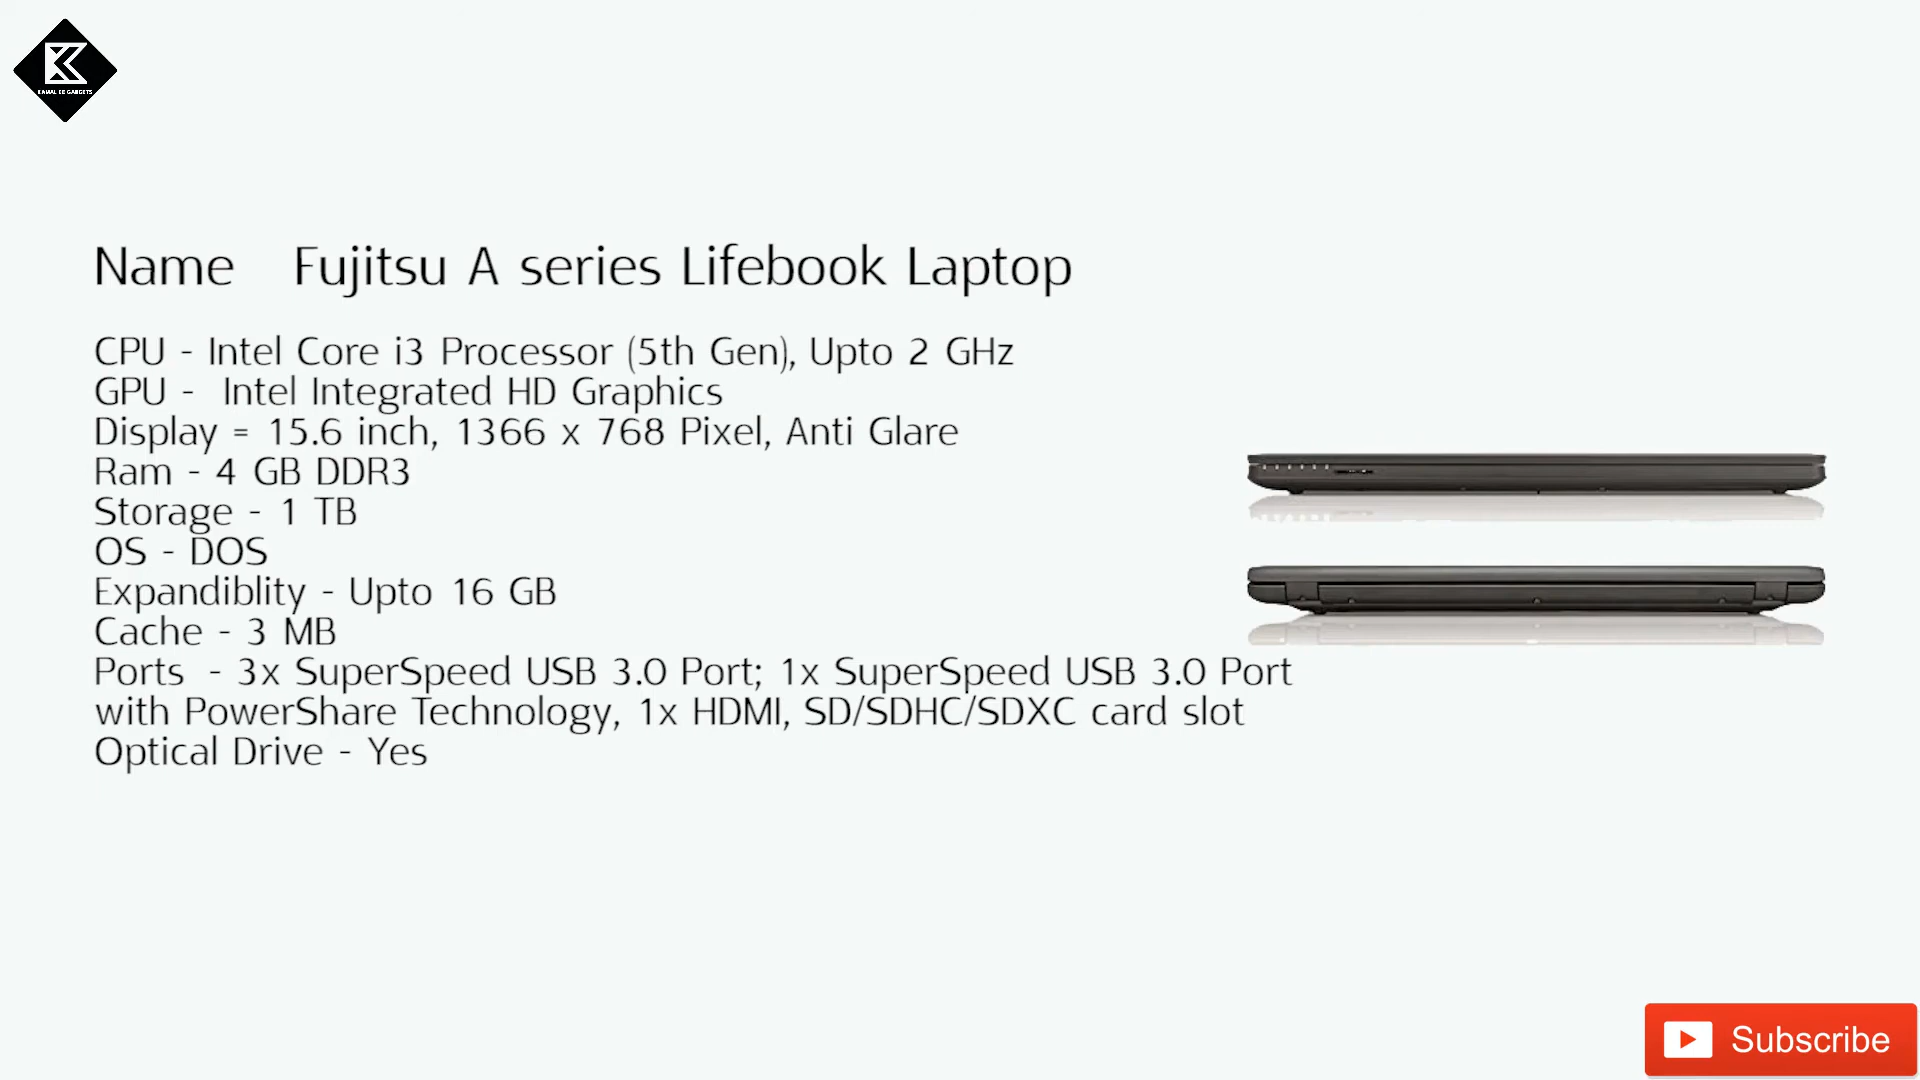 KAMAL KE GADGETS
Name Fujitsu A series Lifebook Laptop
CPU - Intel Core i3 Processor (5th Gen), Upto 2 GHz
GPU - Intel Integrated HD Graphics
Display = 15.6 inch, 1366 x 768 Pixel, Anti Glare
Ram - 4 GB DDR3
Storage - 1 TB
OS - DOS
Expandiblity - Upto 16 GB
Cache - 3 MB
Ports - 3x SuperSpeed USB 3.0 Port; 1x SuperSpeed USB 3.0 Port
with PowerShare Technology, 1x HDMI, SD/SDHC/SDXC card slot
Optical Drive - Yes
Subscribe